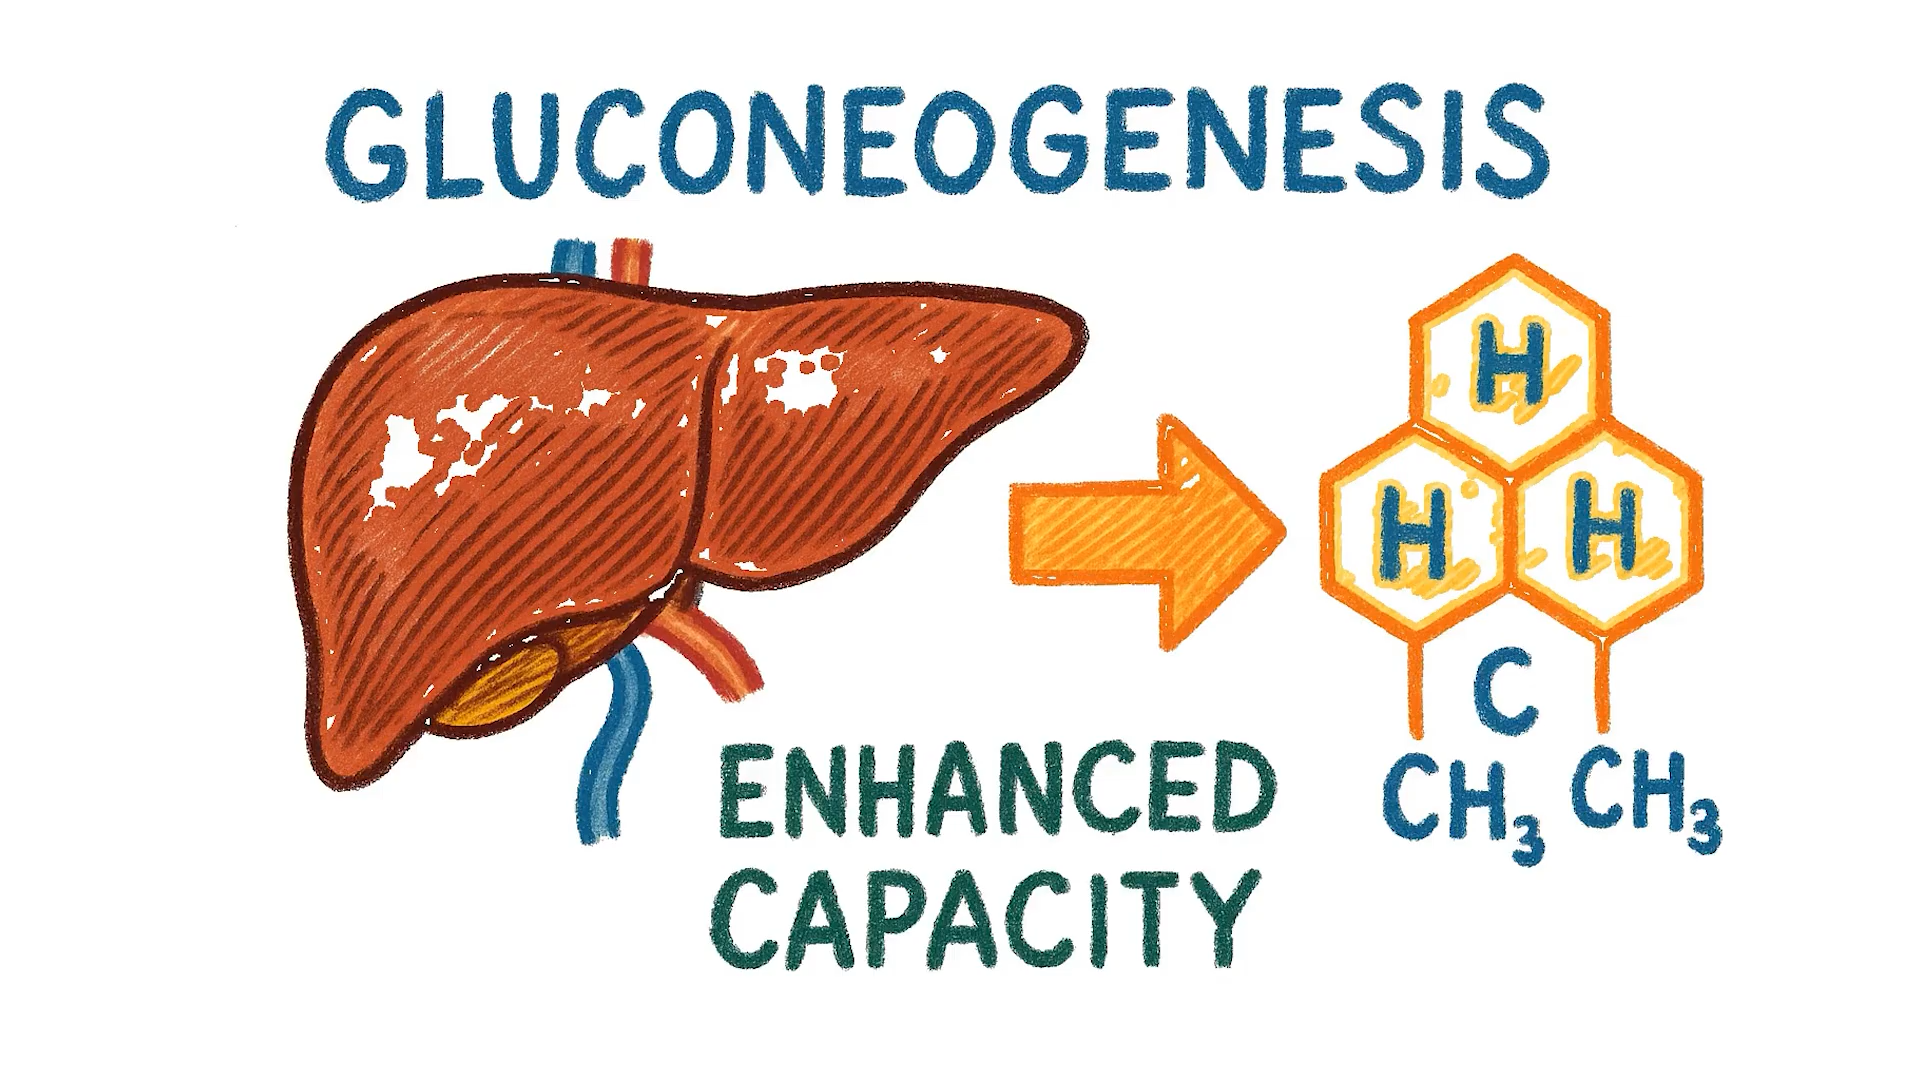 GLUCONEOGENESIS
H
H H
C
CH₃ CH₃
ENHANCED
CAPACITY